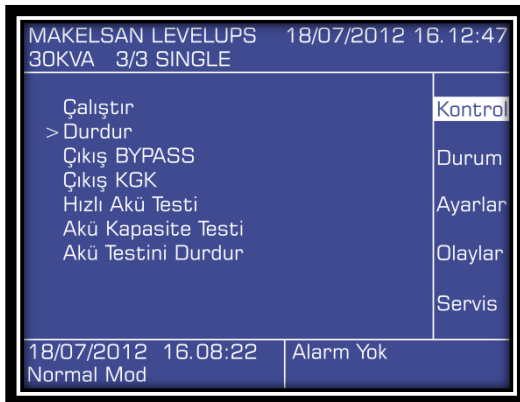 MAKELSAN LEVELUPS 18/07/2012 16.12:47
30KVA 3/3 SINGLE
Çalıştır
>Durdur
Çıkış BYPASS
Çıkış KGK
Hızlı Akü Testi
Akü Kapasite Testi
Akü Testini Durdur
Kontrol
Durum
Ayarlar
Olaylar
Servis
18/07/2012 16.08:22
Normal Mod
Alarm Yok